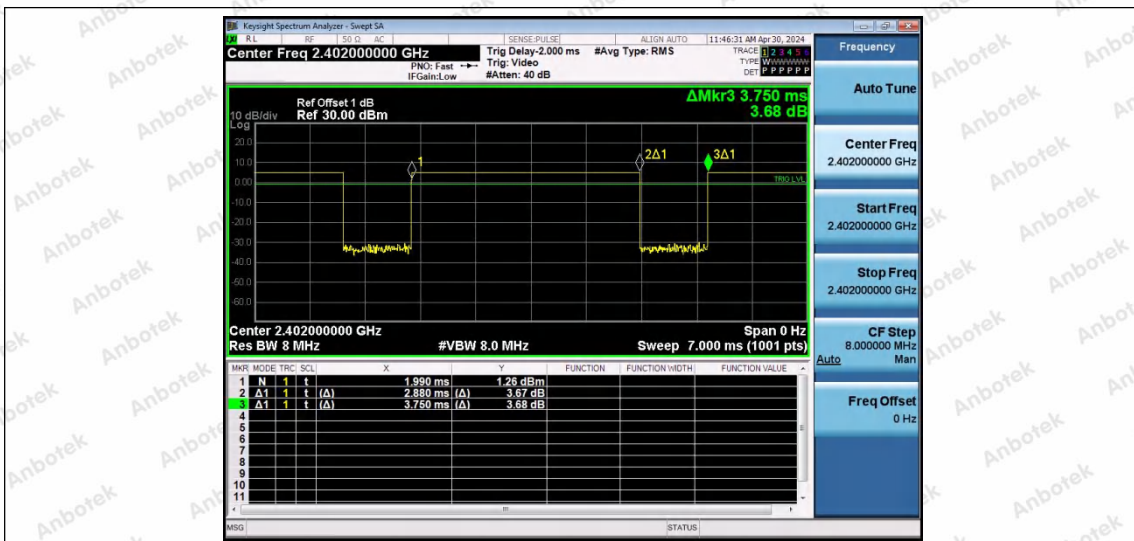 Keysight Spectrum Analyzer - Swept SA
RL RF 50 Ω AC SENSE:PULSE ALIGN AUTO 11:46:31 AM Apr 30, 2024
Center Freq 2.402000000 GHz
PNO: Fast
IFGain:Low
Trig Delay-2.000 ms
Trig: Video
#Atten: 40 dB
#Avg Type: RMS
TRACE 1 2 3 4 5 6
TYPE WWWWWW
DET P P P P P P
Frequency
Auto Tune
Center Freq
2.402000000 GHz
Start Freq
2.402000000 GHz
Stop Freq
2.402000000 GHz
CF Step
8.000000 MHz
Auto Man
Freq Offset
0 Hz
ΔMkr3 3.750 ms
3.68 dB
Ref Offset 1 dB
10 dB/div Ref 30.00 dBm
Log
20.0
10.0
0.00
-10.0
-20.0
-30.0
-40.0
-50.0
-60.0
1
2Δ1
3Δ1
TRIG LVL
Center 2.402000000 GHz Span 0 Hz
Res BW 8 MHz #VBW 8.0 MHz Sweep 7.000 ms (1001 pts)
MKR MODE TRC SCL X Y FUNCTION FUNCTION WIDTH FUNCTION VALUE
1 N 1 t 1.990 ms 1.26 dBm
2 Δ1 1 t (Δ) 2.880 ms (Δ) 3.67 dB
3 Δ1 1 t (Δ) 3.750 ms (Δ) 3.68 dB
4
5
6
7
8
9
10
11
MSG STATUS
Anbotek